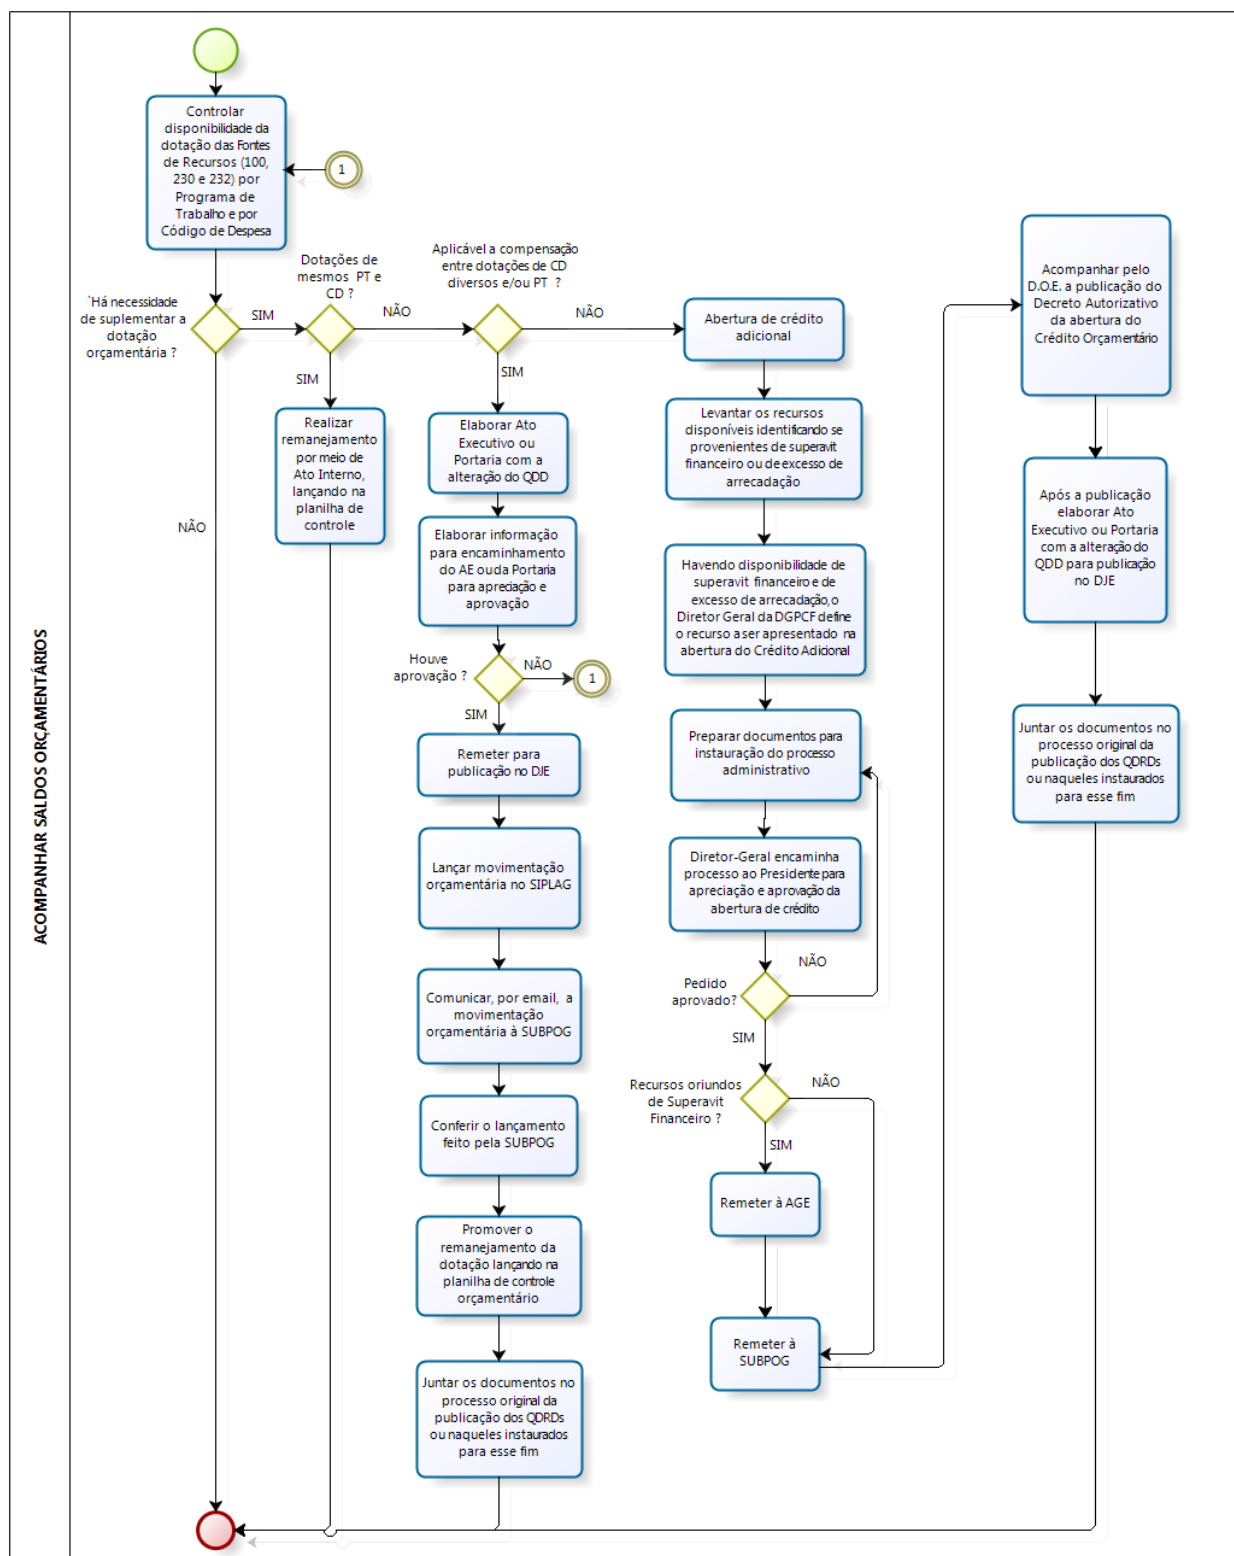 ACOMPANHAR SALDOS ORÇAMENTÁRIOS
Controlar
disponibilidade da
dotação das Fontes
de Recursos (100,
230 e 232) por
Programa de
Trabalho e por
Código de Despesa
1
`Há necessidade
de suplementar a
dotação
orçamentária ?
SIM
NÃO
Dotações de
mesmos PT e
CD ?
NÃO
SIM
Realizar
remanejamento
por meio de
Ato Interno,
lançando na
planilha de
controle
Aplicável a compensação
entre dotações de CD
diversos e/ou PT ?
NÃO
SIM
Elaborar Ato
Executivo ou
Portaria com a
alteração do QDD
Elaborar informação
para encaminhamento
do AE ou da Portaria
para apreciação e
aprovação
Houve
aprovação ?
NÃO
1
SIM
Remeter para
publicação no DJE
Lançar movimentação
orçamentária no SIPLAG
Comunicar, por email, a
movimentação
orçamentária à SUBPOG
Conferir o lançamento
feito pela SUBPOG
Promover o
remanejamento da
dotação lançando na
planilha de controle
orçamentário
Juntar os documentos no
processo original da
publicação dos QDRDs
ou naqueles instaurados
para esse fim
Abertura de crédito
adicional
Levantar os recursos
disponíveis identificando se
provenientes de superavit
financeiro ou de excesso de
arrecadação
Havendo disponibilidade de
superavit financeiro e de
excesso de arrecadação, o
Diretor Geral da DGPCF define
o recurso a ser apresentado na
abertura do Crédito Adicional
Preparar documentos para
instauração do processo
administrativo
Diretor-Geral encaminha
processo ao Presidente para
apreciação e aprovação da
abertura de crédito
Pedido
aprovado?
NÃO
SIM
Recursos oriundos
de Superavit
Financeiro ?
NÃO
SIM
Remeter à AGE
Remeter à
SUBPOG
Acompanhar pelo
D.O.E. a publicação do
Decreto Autorizativo
da abertura do
Crédito Orçamentário
Após a publicação
elaborar Ato
Executivo ou Portaria
com a alteração do
QDD para publicação
no DJE
Juntar os documentos no
processo original da
publicação dos QDRDs
ou naqueles instaurados
para esse fim